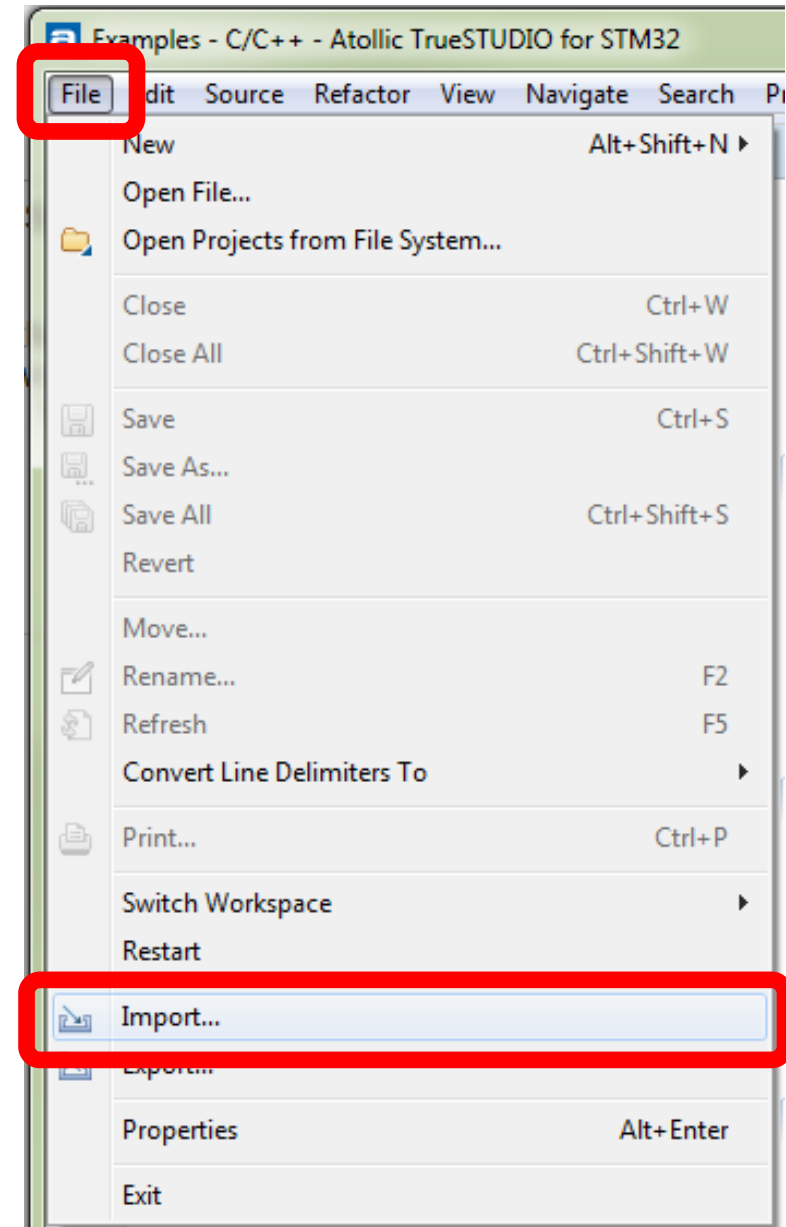 Examples - C/C++ - Atollic TrueSTUDIO for STM32
File Edit Source Refactor View Navigate Search
New Alt+Shift+N
Open File...
Open Projects from File System...
Close Ctrl+W
Close All Ctrl+Shift+W
Save Ctrl+S
Save As...
Save All Ctrl+Shift+S
Revert
Move...
Rename... F2
Refresh F5
Convert Line Delimiters To
Print... Ctrl+P
Switch Workspace
Restart
Import...
Export...
Properties Alt+Enter
Exit